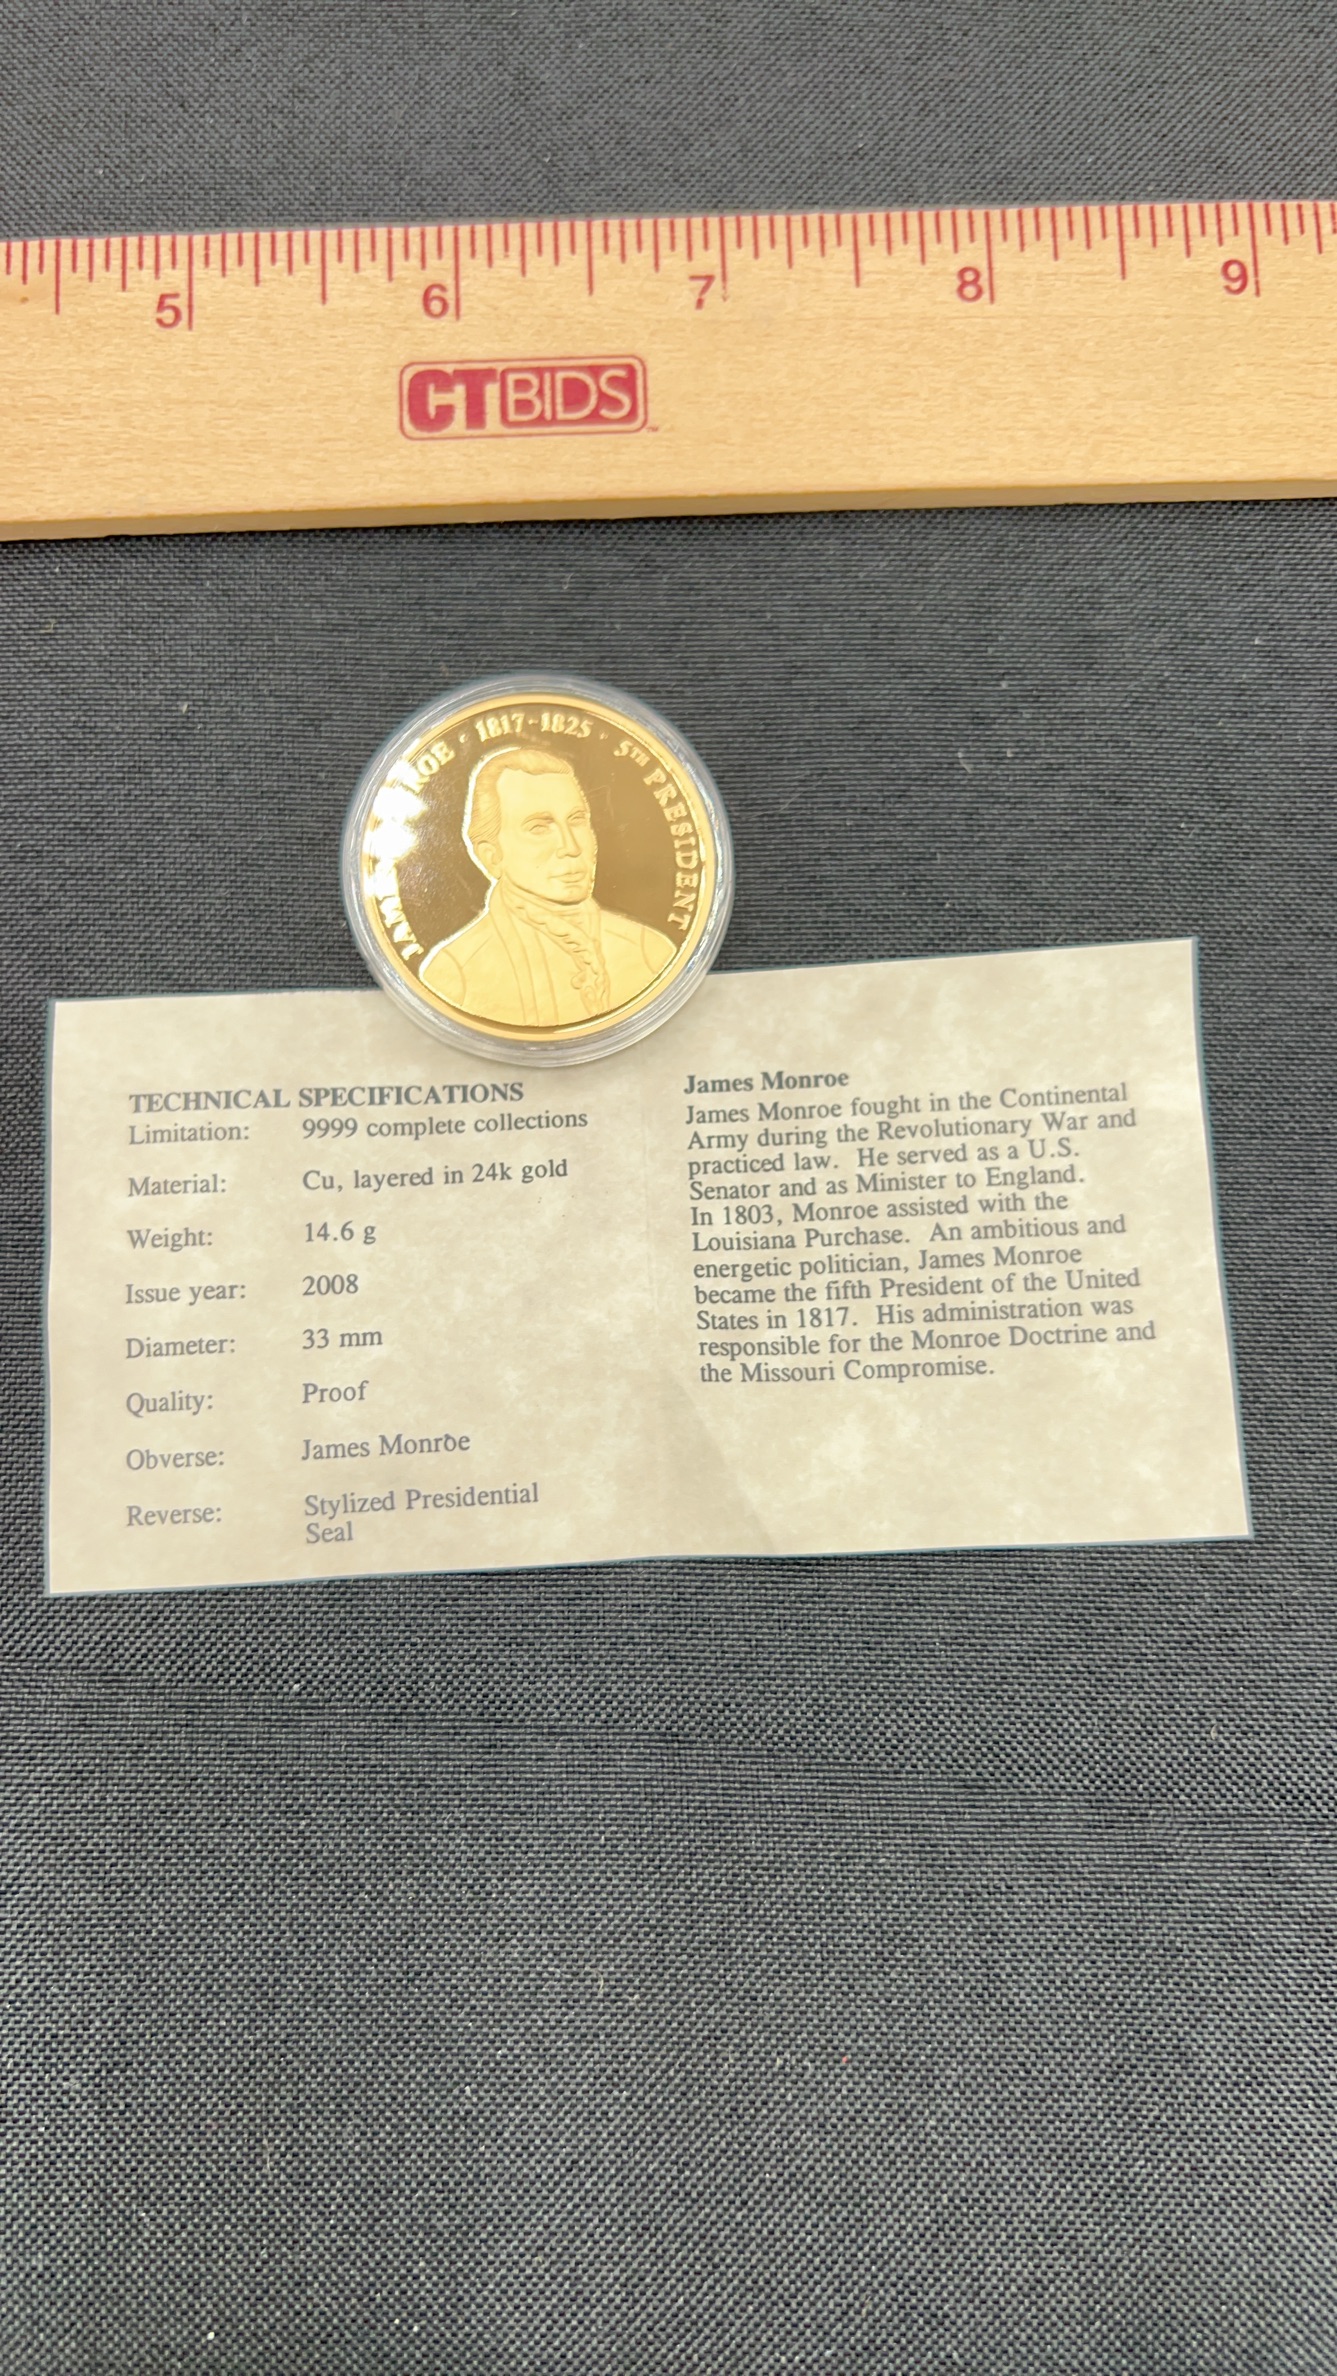 5 6 7 8 9
CTBIDS
1817-1825 · 5TH PRESIDENT
TECHNICAL SPECIFICATIONS
Limitation: 9999 complete collections
Material: Cu, layered in 24k gold
Weight: 14.6 g
Issue year: 2008
Diameter: 33 mm
Quality: Proof
Obverse: James Monroe
Reverse: Stylized Presidential
Seal
James Monroe
James Monroe fought in the Continental
Army during the Revolutionary War and
practiced law. He served as a U.S.
Senator and as Minister to England.
In 1803, Monroe assisted with the
Louisiana Purchase. An ambitious and
energetic politician, James Monroe
became the fifth President of the United
States in 1817. His administration was
responsible for the Monroe Doctrine and
the Missouri Compromise.